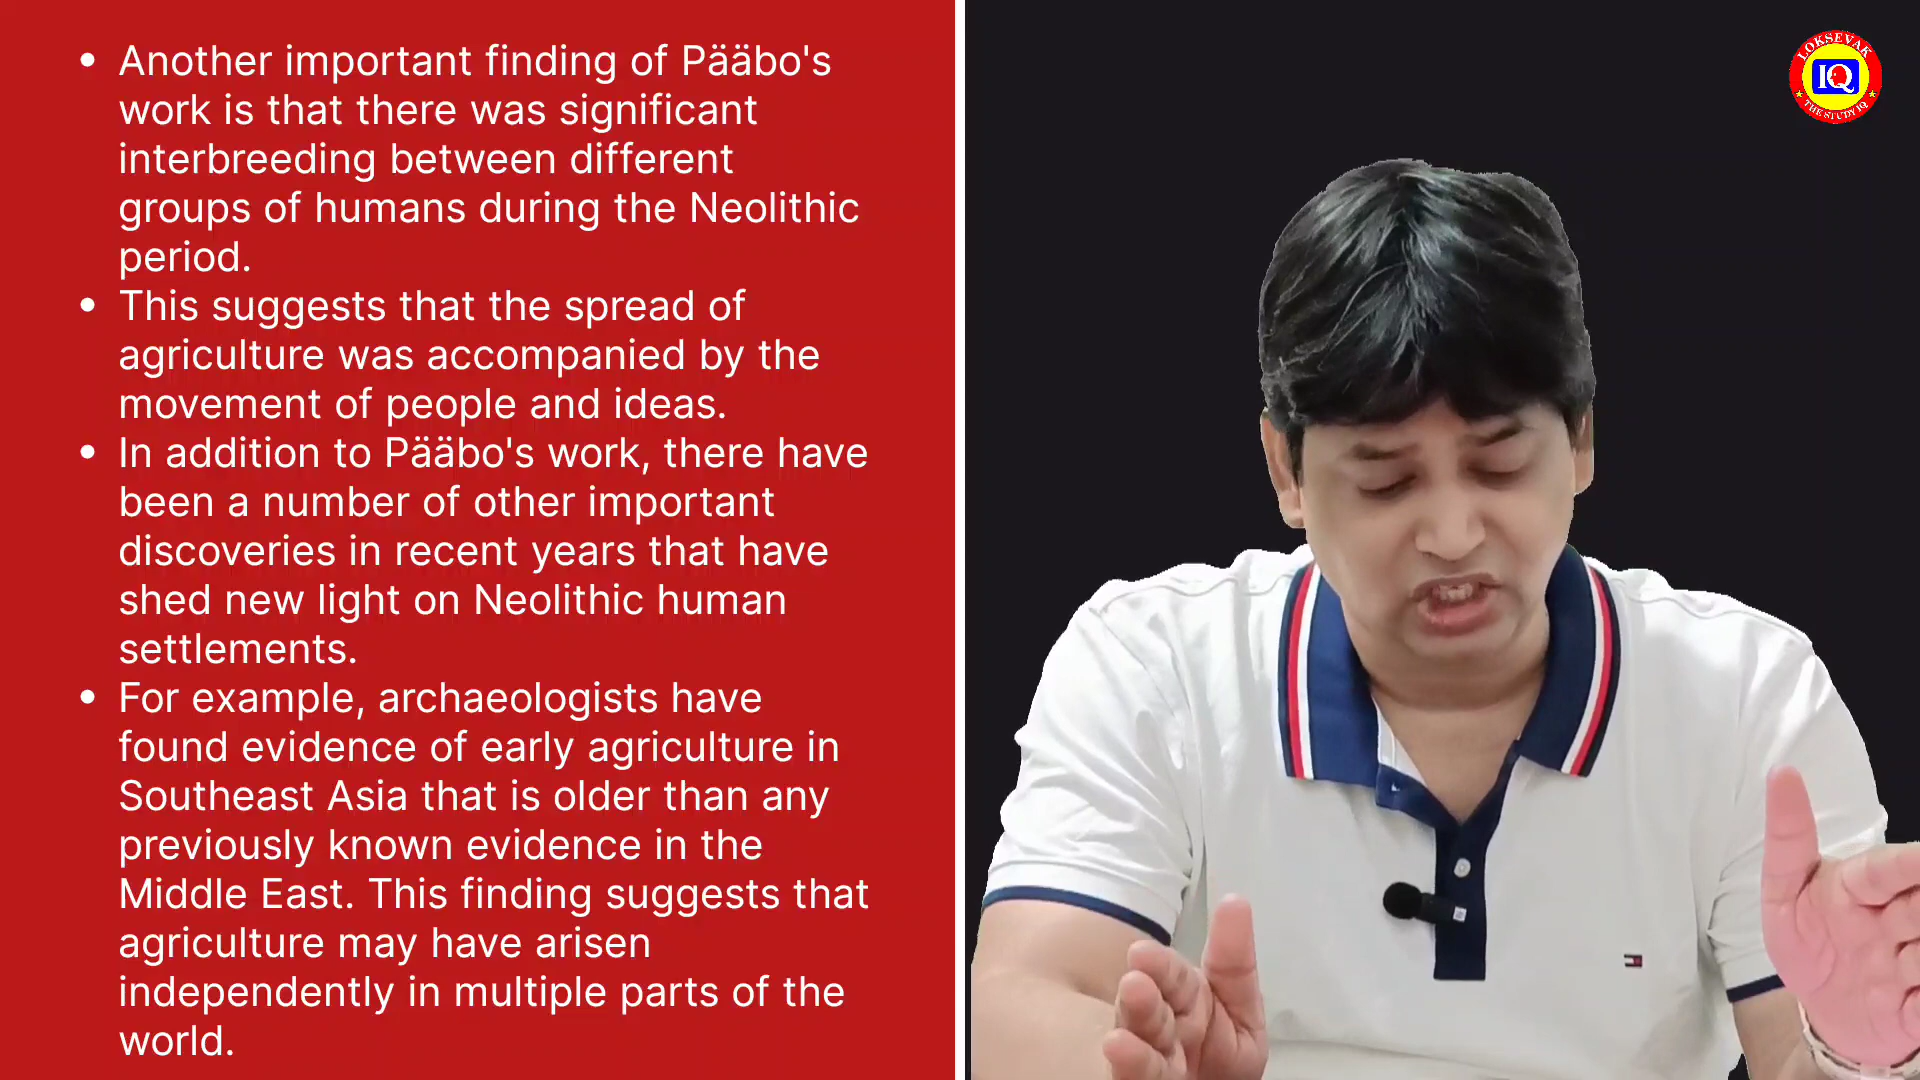 • Another important finding of Pääbo's
work is that there was significant
interbreeding between different
groups of humans during the Neolithic
period.
• This suggests that the spread of
agriculture was accompanied by the
movement of people and ideas.
• In addition to Pääbo's work, there have
been a number of other important
discoveries in recent years that have
shed new light on Neolithic human
settlements.
• For example, archaeologists have
found evidence of early agriculture in
Southeast Asia that is older than any
previously known evidence in the
Middle East. This finding suggests that
agriculture may have arisen
independently in multiple parts of the
world.
LOKSEVAK
IQ
THE STUDY IQ